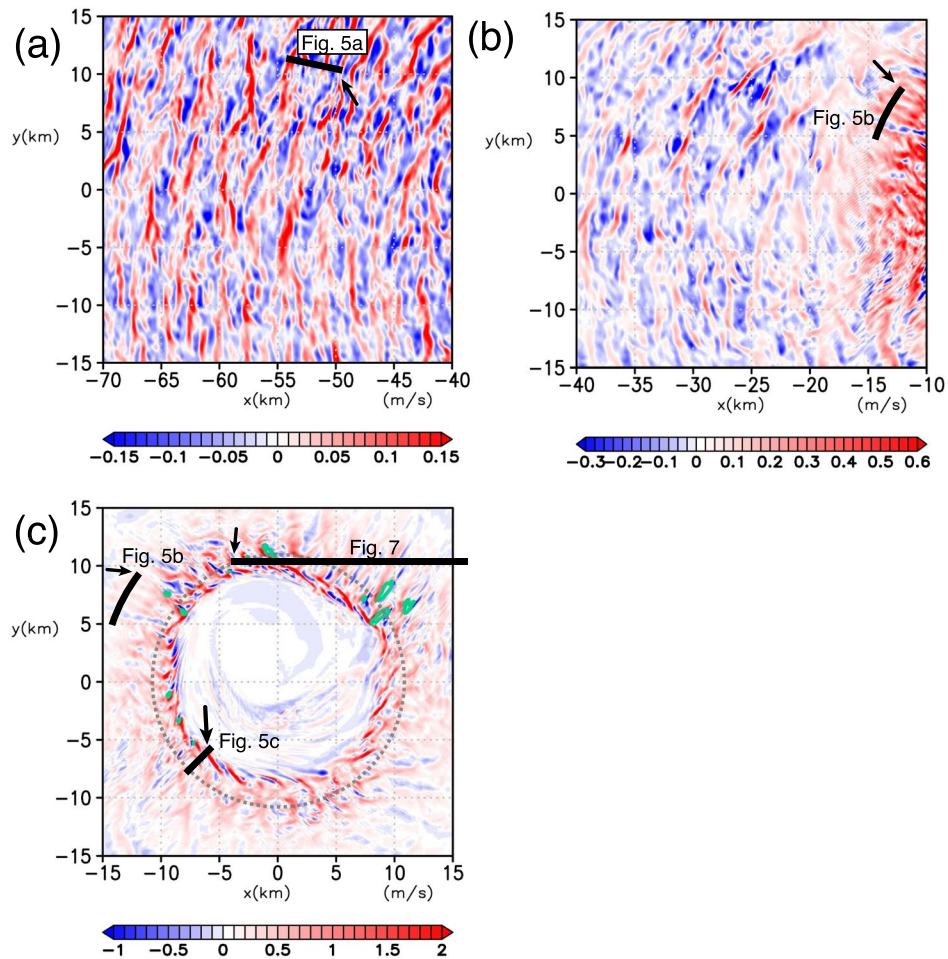 (a)
Fig. 5a
15
10
5
0
−5
−10
−15
y(km)
−70 −65 −60 −55 −50 −45 −40
x(km) (m/s)
−0.15 −0.1 −0.05 0 0.05 0.1 0.15
(b)
Fig. 5b
15
10
5
0
−5
−10
−15
y(km)
−40 −35 −30 −25 −20 −15 −10
x(km) (m/s)
−0.3 −0.2 −0.1 0 0.1 0.2 0.3 0.4 0.5 0.6
(c)
Fig. 5b
Fig. 7
Fig. 5c
15
10
5
0
−5
−10
−15
y(km)
−15 −10 −5 0 5 10 15
x(km) (m/s)
−1 −0.5 0 0.5 1 1.5 2